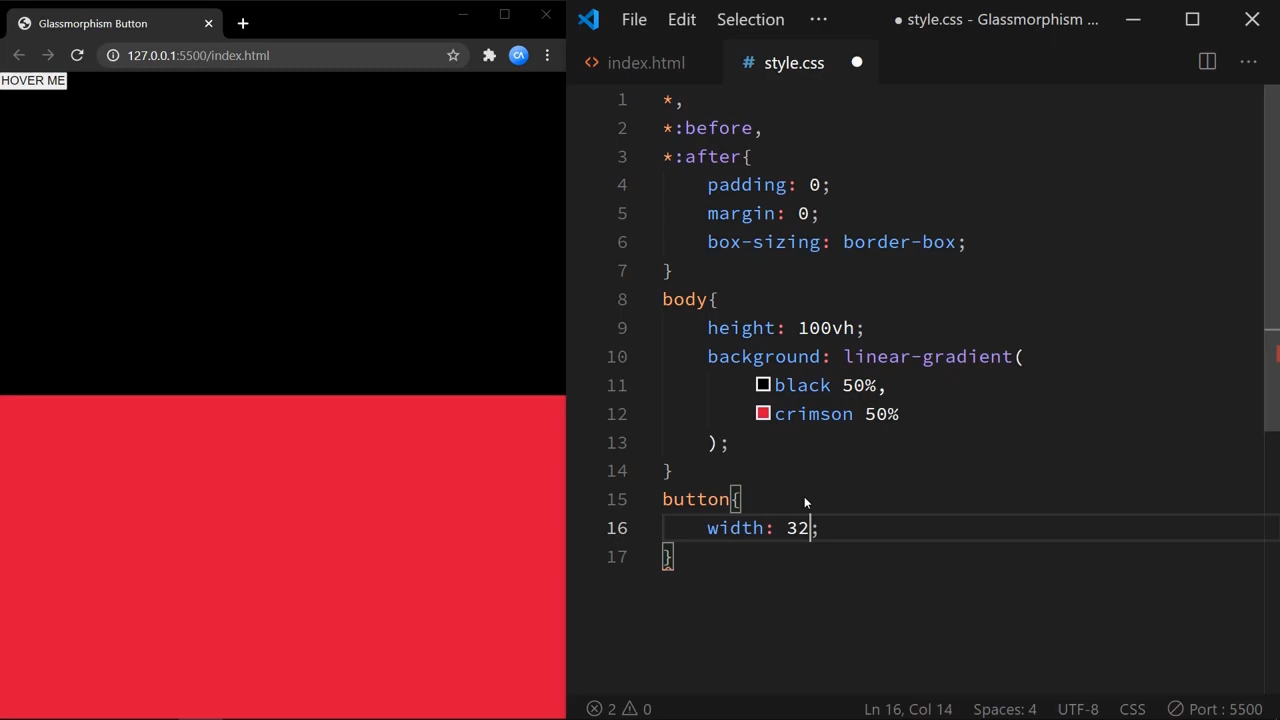 Glassmorphism Button
127.0.0.1:5500/index.html
HOVER ME
File Edit Selection ··· ● style.css - Glassmorphism ...
<> index.html # style.css ●
1 *,
2 *:before,
3 *:after{
4 padding: 0;
5 margin: 0;
6 box-sizing: border-box;
7 }
8 body{
9 height: 100vh;
10 background: linear-gradient(
11 black 50%,
12 crimson 50%
13 );
14 }
15 button{
16 width: 32;
17 }
2 0 Ln 16, Col 14 Spaces: 4 UTF-8 CSS Port : 5500